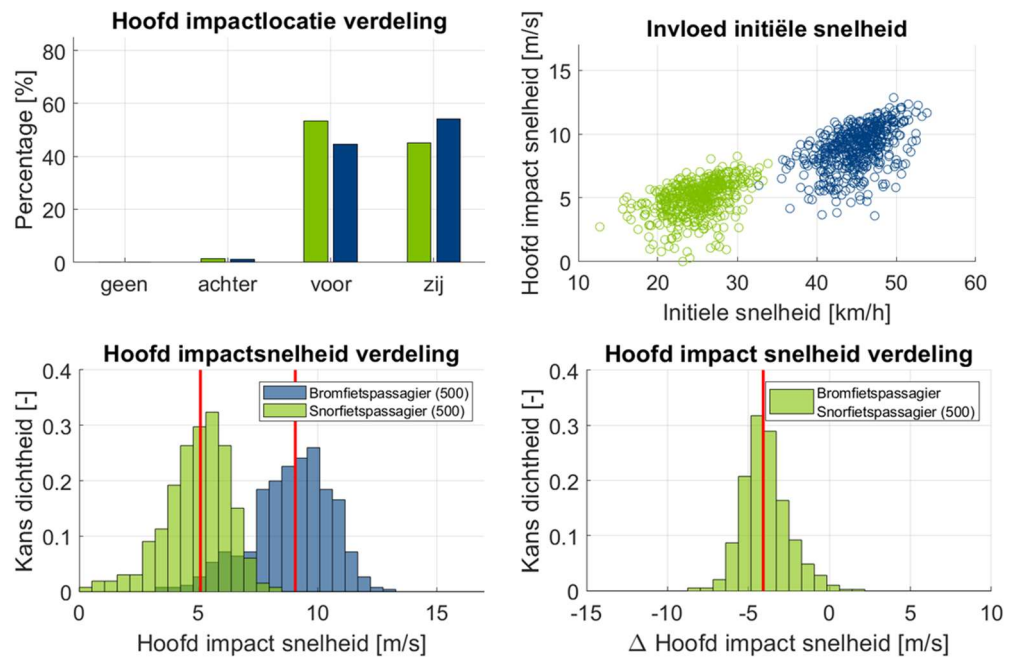 Hoofd impactlocatie verdeling
Percentage [%]
80
60
40
20
0
geen achter voor zij
Invloed initiële snelheid
Hoofd impact snelheid [m/s]
15
10
5
0
10 20 30 40 50 60
Initiele snelheid [km/h]
Hoofd impactsnelheid verdeling
Kans dichtheid [-]
0.4
0.3
0.2
0.1
0
Bromfietspassagier (500)
Snorfietspassagier (500)
0 5 10 15
Hoofd impact snelheid [m/s]
Hoofd impact snelheid verdeling
Kans dichtheid [-]
0.4
0.3
0.2
0.1
0
Bromfietspassagier
Snorfietspassagier (500)
-15 -10 -5 0 5 10
Δ Hoofd impact snelheid [m/s]